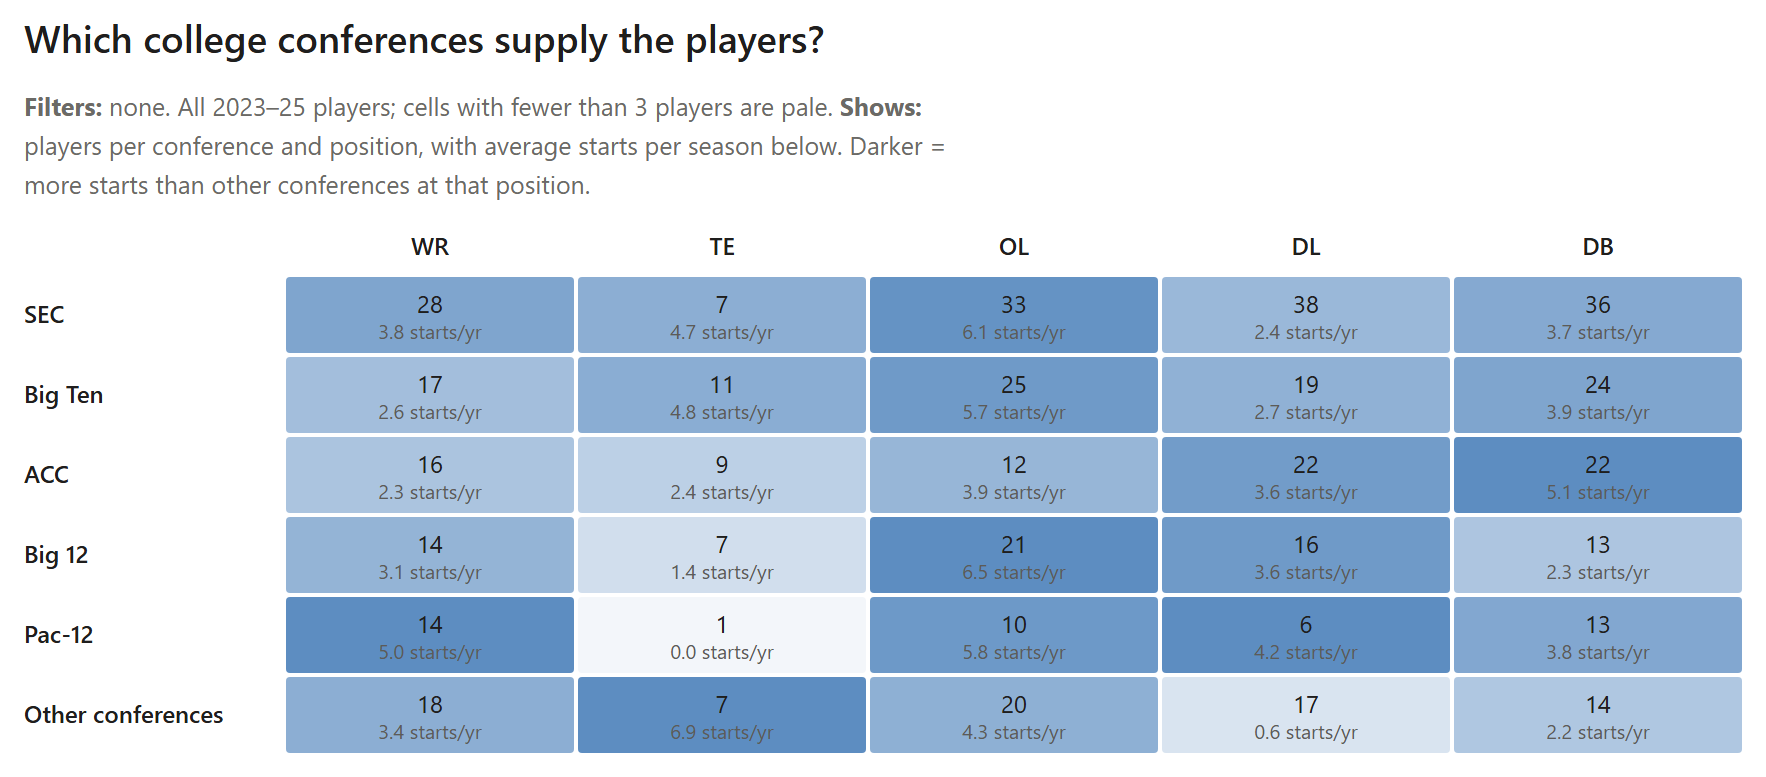 Which college conferences supply the players?
Filters: none. All 2023–25 players; cells with fewer than 3 players are pale. Shows:
players per conference and position, with average starts per season below. Darker =
more starts than other conferences at that position.
WR TE OL DL DB
SEC
28 7 33 38 36
3.8 starts/yr 4.7 starts/yr 6.1 starts/yr 2.4 starts/yr 3.7 starts/yr
Big Ten
17 11 25 19 24
2.6 starts/yr 4.8 starts/yr 5.7 starts/yr 2.7 starts/yr 3.9 starts/yr
ACC
16 9 12 22 22
2.3 starts/yr 2.4 starts/yr 3.9 starts/yr 3.6 starts/yr 5.1 starts/yr
Big 12
14 7 21 16 13
3.1 starts/yr 1.4 starts/yr 6.5 starts/yr 3.6 starts/yr 2.3 starts/yr
Pac-12
14 1 10 6 13
5.0 starts/yr 0.0 starts/yr 5.8 starts/yr 4.2 starts/yr 3.8 starts/yr
Other conferences
18 7 20 17 14
3.4 starts/yr 6.9 starts/yr 4.3 starts/yr 0.6 starts/yr 2.2 starts/yr